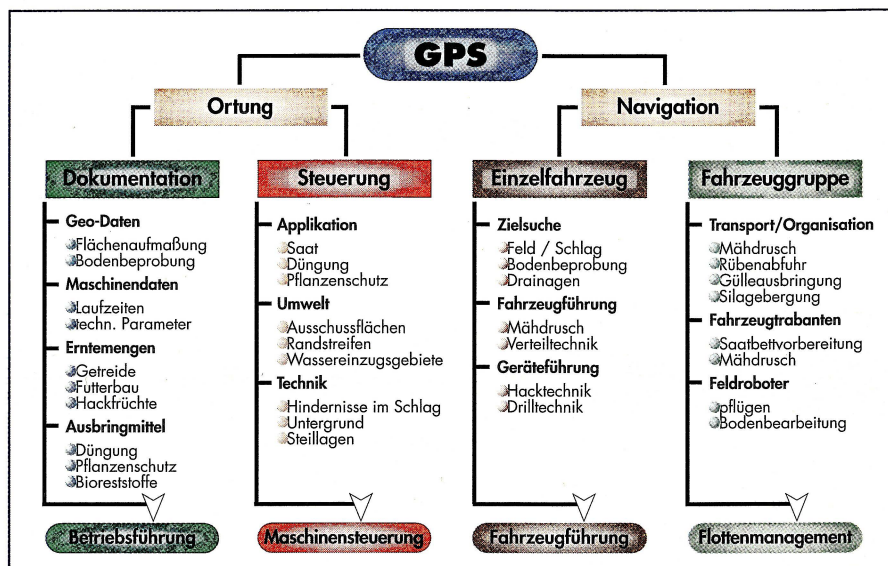 GPS
Ortung
Navigation
Dokumentation
Geo-Daten
Flächenaufmaßung
Bodenbeprobung
Maschinendaten
Laufzeiten
techn. Parameter
Erntemengen
Getreide
Futterbau
Hackfrüchte
Ausbringmittel
Düngung
Pflanzenschutz
Bioreststoffe
Betriebsführung
Steuerung
Applikation
Saat
Düngung
Pflanzenschutz
Umwelt
Ausschussflächen
Randstreifen
Wassereinzugsgebiete
Technik
Hindernisse im Schlag
Untergrund
Steillagen
Maschinensteuerung
Einzelfahrzeug
Zielsuche
Feld / Schlag
Bodenbeprobung
Drainagen
Fahrzeugführung
Mähdrusch
Verteiltechnik
Geräteführung
Hacktechnik
Drilltechnik
Fahrzeugführung
Fahrzeuggruppe
Transport/Organisation
Mähdrusch
Rübenabfuhr
Gülleausbringung
Silagebergung
Fahrzeugtrabanten
Saatbettvorbereitung
Mähdrusch
Feldroboter
pflügen
Bodenbearbeitung
Flottenmanagement